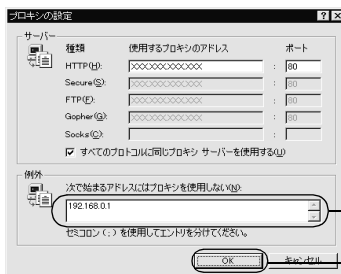 プロキシの設定
サーバー
種類 使用するプロキシのアドレス ポート
HTTP(H): XXXXXXXXXXX : 80
Secure(S): XXXXXXXXXXX : 80
FTP(F): XXXXXXXXXXX : 80
Gopher(G): XXXXXXXXXXX : 80
Socks(C): :
すべてのプロトコルに同じプロキシ サーバーを使用する(U)
例外
次で始まるアドレスにはプロキシを使用しない(N):
192.168.0.1
セミコロン ( ; ) を使用してエントリを分けてください。
OK キャンセル